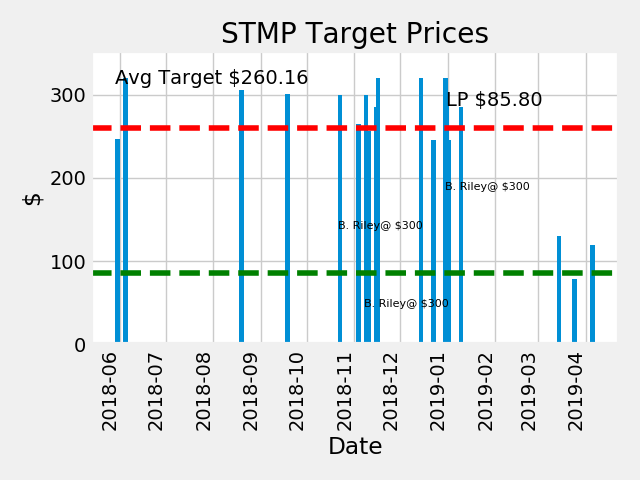 STMP Target Prices
Avg Target $260.16
LP $85.80
B. Riley@ $300
B. Riley@ $300
B. Riley@ $300
$
300
200
100
0
2018-06
2018-07
2018-08
2018-09
2018-10
2018-11
2018-12
2019-01
2019-02
2019-03
2019-04
Date